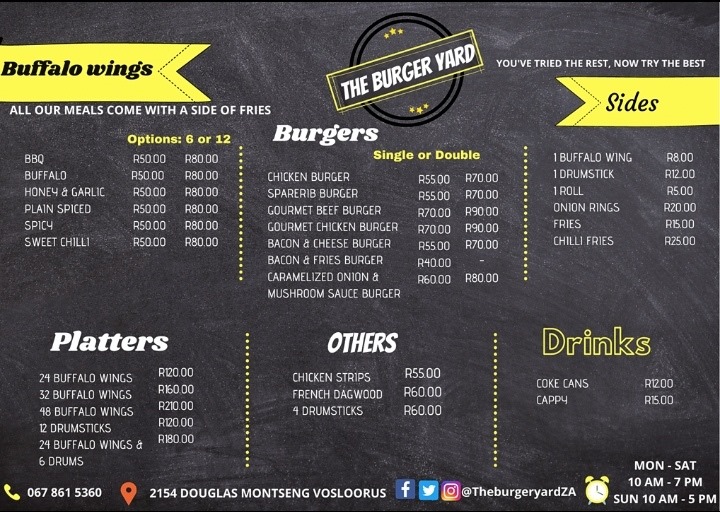 THE BURGER YARD
YOU'VE TRIED THE REST, NOW TRY THE BEST
Buffalo wings
ALL OUR MEALS COME WITH A SIDE OF FRIES
Options: 6 or 12
BBQ R50.00 R80.00
BUFFALO R50.00 R80.00
HONEY & GARLIC R50.00 R80.00
PLAIN SPICED R50.00 R80.00
SPICY R50.00 R80.00
SWEET CHILLI R50.00 R80.00
Burgers
Single or Double
CHICKEN BURGER R55.00 R70.00
SPARERIB BURGER R55.00 R70.00
GOURMET BEEF BURGER R70.00 R90.00
GOURMET CHICKEN BURGER R70.00 R90.00
BACON & CHEESE BURGER R55.00 R70.00
BACON & FRIES BURGER R40.00 -
CARAMELIZED ONION & R60.00 R80.00
MUSHROOM SAUCE BURGER
Sides
1 BUFFALO WING R8.00
1 DRUMSTICK R12.00
1 ROLL R5.00
ONION RINGS R20.00
FRIES R15.00
CHILLI FRIES R25.00
Platters
24 BUFFALO WINGS R120.00
32 BUFFALO WINGS R160.00
48 BUFFALO WINGS R210.00
12 DRUMSTICKS R120.00
24 BUFFALO WINGS & R180.00
6 DRUMS
OTHERS
CHICKEN STRIPS R55.00
FRENCH DAGWOOD R60.00
4 DRUMSTICKS R60.00
Drinks
COKE CANS R12.00
CAPPY R15.00
067 861 5360
2154 DOUGLAS MONTSENG VOSLOORUS
@TheburgeryardZA
MON - SAT
10 AM - 7 PM
SUN 10 AM - 5 PM